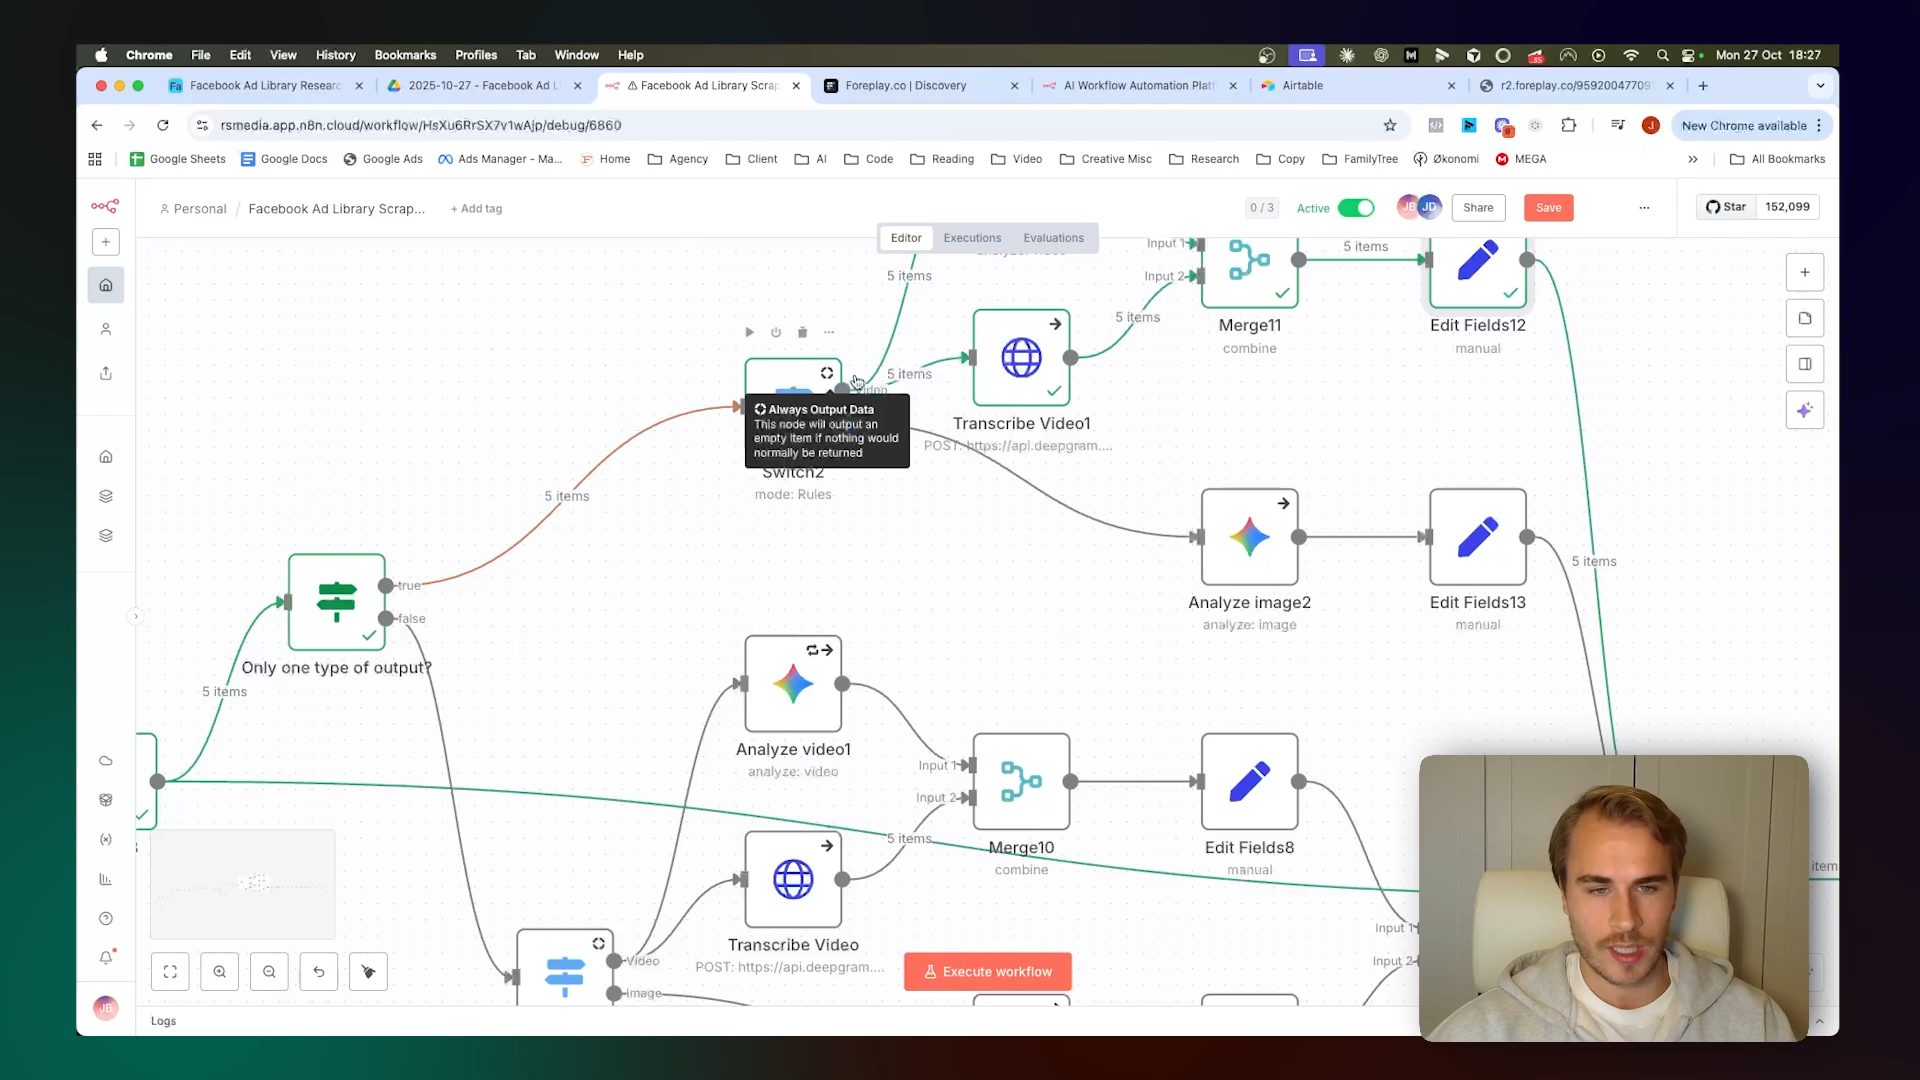 Chrome File Edit View History Bookmarks Profiles Tab Window Help
Mon 27 Oct 18:27
Facebook Ad Library Researc
2025-10-27 - Facebook Ad L
Facebook Ad Library Scrap
Foreplay.co | Discovery
AI Workflow Automation Platf
Airtable
r2.foreplay.co/95920047709
rsmedia.app.n8n.cloud/workflow/HsXu6RrSX7v1wAjp/debug/6860
New Chrome available
Google Sheets
Google Docs
Google Ads
Ads Manager - Ma...
Home
Agency
Client
AI
Code
Reading
Video
Creative Misc
Research
Copy
FamilyTree
Økonomi
MEGA
All Bookmarks
Personal / Facebook Ad Library Scrap...
+ Add tag
0 / 3
Active
JB
JD
Share
Save
Star 152,099
Editor Executions Evaluations
Input 1
5 items
5 items
Input 2
5 items
Merge11
combine
Edit Fields12
manual
5 items
Video
Transcribe Video1
POST: https://api.deepgram....
Always Output Data
This node will output an
empty item if nothing would
normally be returned
Switch2
mode: Rules
5 items
Analyze image2
analyze: image
Edit Fields13
manual
5 items
true
false
Only one type of output?
5 items
Analyze video1
analyze: video
Input 1
Input 2
5 items
Merge10
combine
Edit Fields8
manual
item
Transcribe Video
POST: https://api.deepgram....
Input 1
Input 2
Video
Image
Execute workflow
JB
Logs